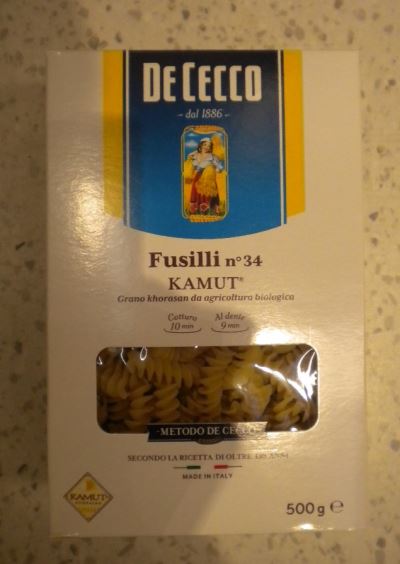 DE CECCO
dal 1886
Fusilli n°34
KAMUT®
Grano khorasan da agricoltura biologica
Cottura Al dente
10 min 9 min
METODO DE CECCO
SECONDO LA RICETTA DI OLTRE
MADE IN ITALY
KAMUT
500 g ℮